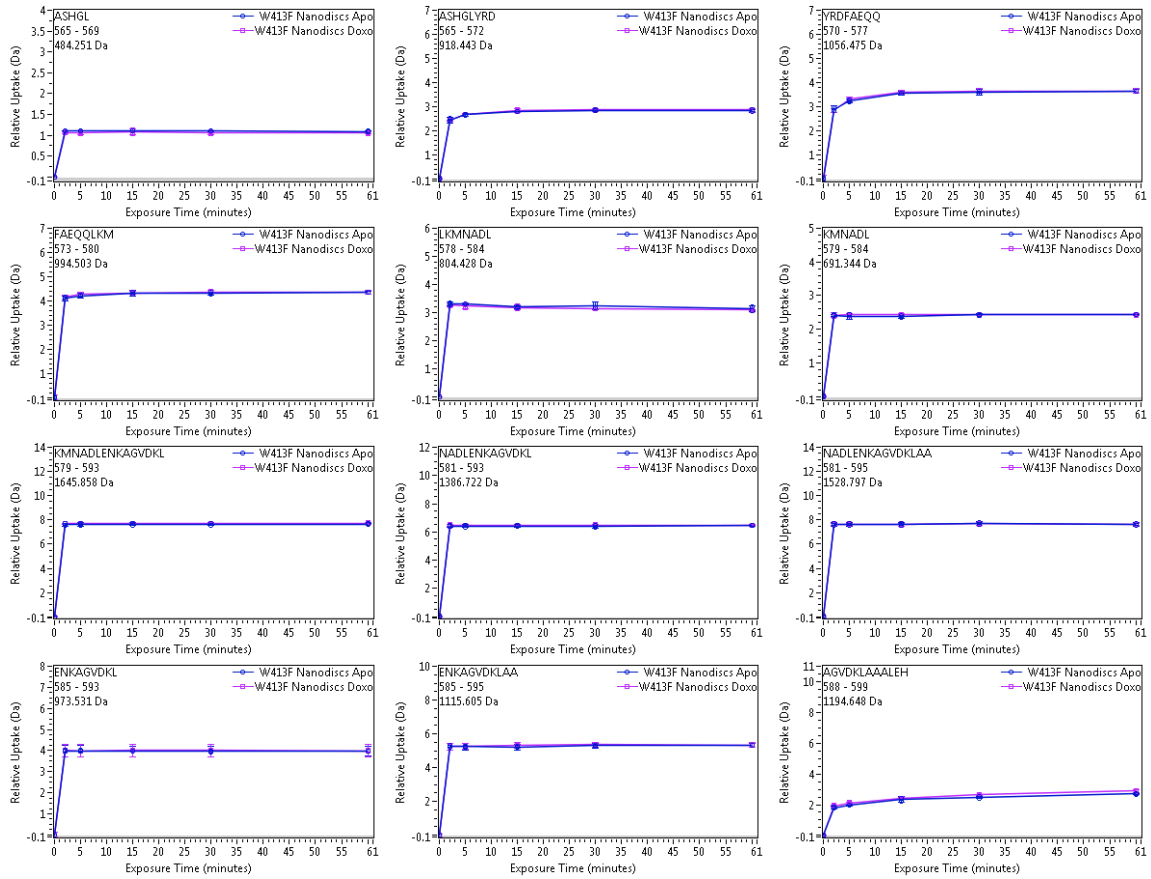 ASHGL
565 - 569
484.251 Da
W413F Nanodiscs Apo
W413F Nanodiscs Doxo
Relative Uptake (Da)
4
3.5
3
2.5
2
1.5
1
0.5
-0.1
0 5 10 15 20 25 30 35 40 45 50 55 61
Exposure Time (minutes)
ASHGLYRD
565 - 572
918.443 Da
W413F Nanodiscs Apo
W413F Nanodiscs Doxo
Relative Uptake (Da)
7
6
5
4
3
2
1
-0.1
0 5 10 15 20 25 30 35 40 45 50 55 61
Exposure Time (minutes)
YRDFAEQQ
570 - 577
1056.475 Da
W413F Nanodiscs Apo
W413F Nanodiscs Doxo
Relative Uptake (Da)
7
6
5
4
3
2
1
-0.1
0 5 10 15 20 25 30 35 40 45 50 55 61
Exposure Time (minutes)
FAEQQLKM
573 - 580
994.503 Da
W413F Nanodiscs Apo
W413F Nanodiscs Doxo
Relative Uptake (Da)
7
6
5
4
3
2
1
-0.1
0 5 10 15 20 25 30 35 40 45 50 55 61
Exposure Time (minutes)
LKMNADL
578 - 584
804.428 Da
W413F Nanodiscs Apo
W413F Nanodiscs Doxo
Relative Uptake (Da)
6
5
4
3
2
1
-0.1
0 5 10 15 20 25 30 35 40 45 50 55 61
Exposure Time (minutes)
KMNADL
579 - 584
691.344 Da
W413F Nanodiscs Apo
W413F Nanodiscs Doxo
Relative Uptake (Da)
5
4
3
2
1
-0.1
0 5 10 15 20 25 30 35 40 45 50 55 61
Exposure Time (minutes)
KMNADLENKAGVDKL
579 - 593
1645.858 Da
W413F Nanodiscs Apo
W413F Nanodiscs Doxo
Relative Uptake (Da)
14
12
10
8
6
4
2
-0.1
0 5 10 15 20 25 30 35 40 45 50 55 61
Exposure Time (minutes)
NADLENKAGVDKL
581 - 593
1386.722 Da
W413F Nanodiscs Apo
W413F Nanodiscs Doxo
Relative Uptake (Da)
12
10
8
6
4
2
-0.1
0 5 10 15 20 25 30 35 40 45 50 55 61
Exposure Time (minutes)
NADLENKAGVDKLAA
581 - 595
1528.797 Da
W413F Nanodiscs Apo
W413F Nanodiscs Doxo
Relative Uptake (Da)
14
12
10
8
6
4
2
-0.1
0 5 10 15 20 25 30 35 40 45 50 55 61
Exposure Time (minutes)
ENKAGVDKL
585 - 593
973.531 Da
W413F Nanodiscs Apo
W413F Nanodiscs Doxo
Relative Uptake (Da)
8
7
6
5
4
3
2
1
-0.1
0 5 10 15 20 25 30 35 40 45 50 55 61
Exposure Time (minutes)
ENKAGVDKLAA
585 - 595
1115.605 Da
W413F Nanodiscs Apo
W413F Nanodiscs Doxo
Relative Uptake (Da)
10
8
6
4
2
-0.1
0 5 10 15 20 25 30 35 40 45 50 55 61
Exposure Time (minutes)
AGVDKLAAALEH
588 - 599
1194.648 Da
W413F Nanodiscs Apo
W413F Nanodiscs Doxo
Relative Uptake (Da)
11
10
8
6
4
2
-0.1
0 5 10 15 20 25 30 35 40 45 50 55 61
Exposure Time (minutes)